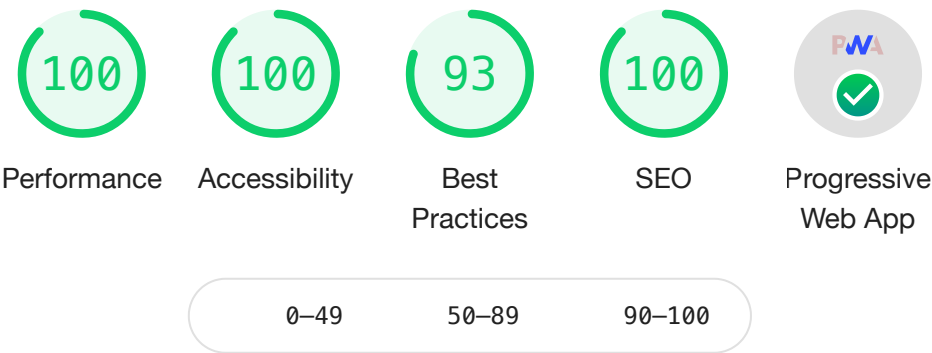 100 100 93 100 PWA
Performance Accessibility Best SEO Progressive
Practices Web App
0–49 50–89 90–100